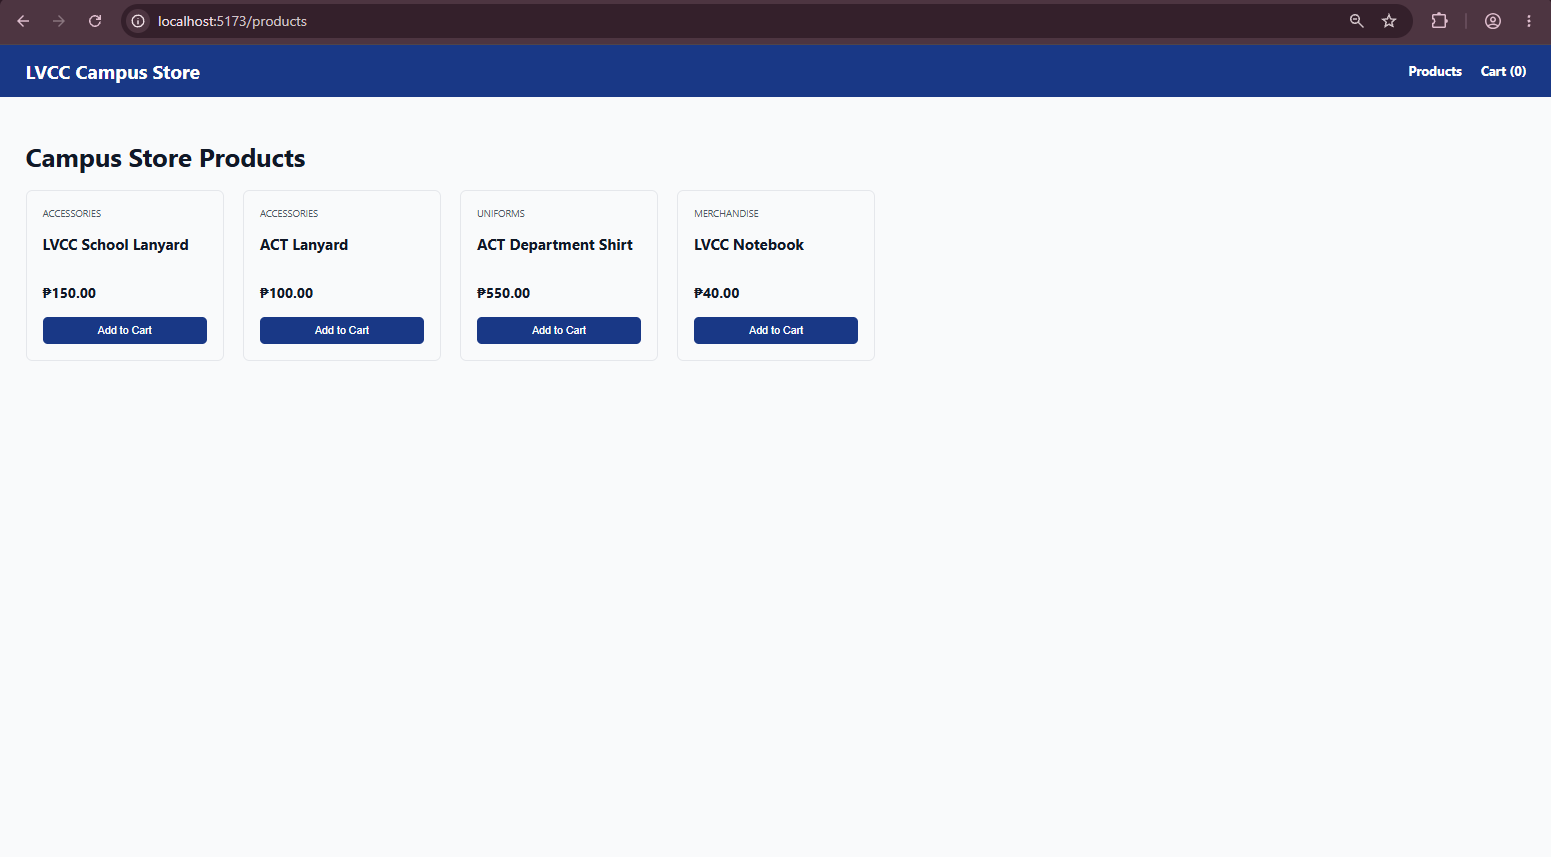 localhost:5173/products
LVCC Campus Store
Products
Cart (0)
Campus Store Products
ACCESSORIES
LVCC School Lanyard
₱150.00
Add to Cart
ACCESSORIES
ACT Lanyard
₱100.00
Add to Cart
UNIFORMS
ACT Department Shirt
₱550.00
Add to Cart
MERCHANDISE
LVCC Notebook
₱40.00
Add to Cart